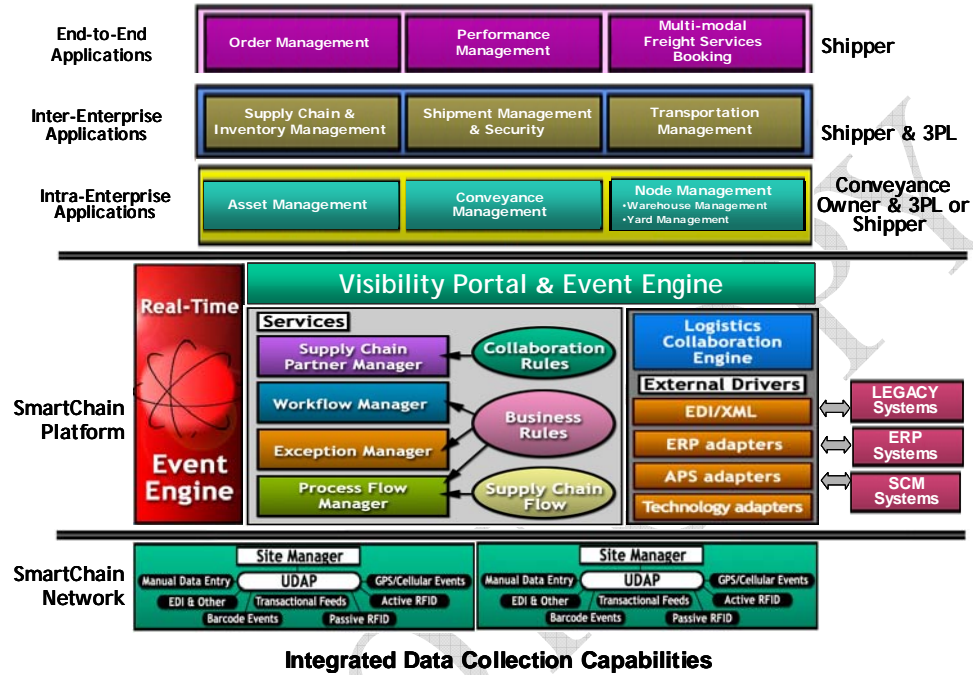 End-to-End
Applications
Order Management
Performance
Management
Multi-modal
Freight Services
Booking
Shipper
Inter-Enterprise
Applications
Supply Chain &
Inventory Management
Shipment Management
& Security
Transportation
Management
Shipper & 3PL
Intra-Enterprise
Applications
Asset Management
Conveyance
Management
Node Management
•Warehouse Management
•Yard Management
Conveyance
Owner & 3PL or
Shipper
SmartChain
Platform
Real-Time
Event
Engine
Visibility Portal & Event Engine
Services
Supply Chain
Partner Manager
Workflow Manager
Exception Manager
Process Flow
Manager
Collaboration
Rules
Business
Rules
Supply Chain
Flow
Logistics
Collaboration
Engine
External Drivers
EDI/XML
ERP adapters
APS adapters
Technology adapters
LEGACY
Systems
ERP
Systems
SCM
Systems
SmartChain
Network
Site Manager
Manual Data Entry
UDAP
GPS/Cellular Events
EDI & Other
Transactional Feeds
Active RFID
Barcode Events
Passive RFID
Site Manager
Manual Data Entry
UDAP
GPS/Cellular Events
EDI & Other
Transactional Feeds
Active RFID
Barcode Events
Passive RFID
Integrated Data Collection Capabilities